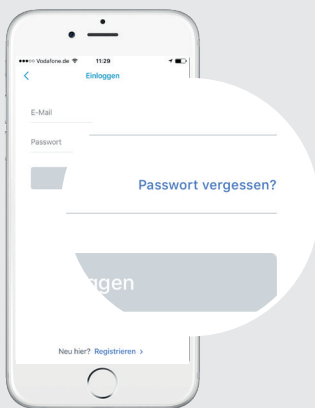 Vodafone.de 11:29
Einloggen
E-Mail
Passwort
Passwort vergessen?
ggen
Neu hier? Registrieren >